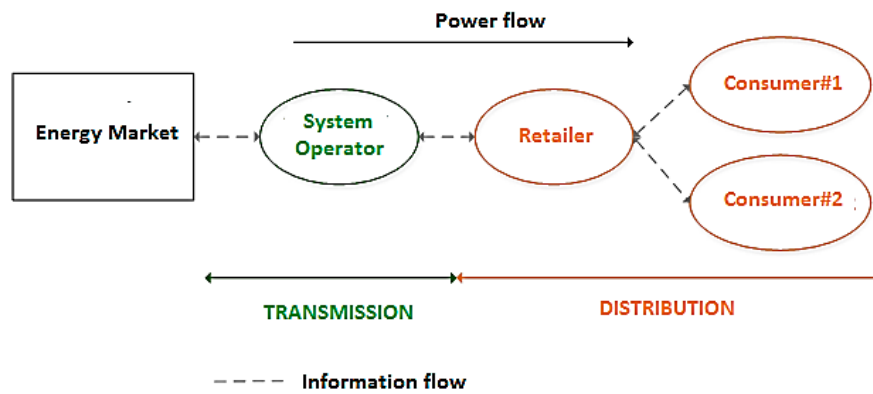 Power flow
Energy Market
System
Operator
Retailer
Consumer#1
Consumer#2
TRANSMISSION
DISTRIBUTION
Information flow